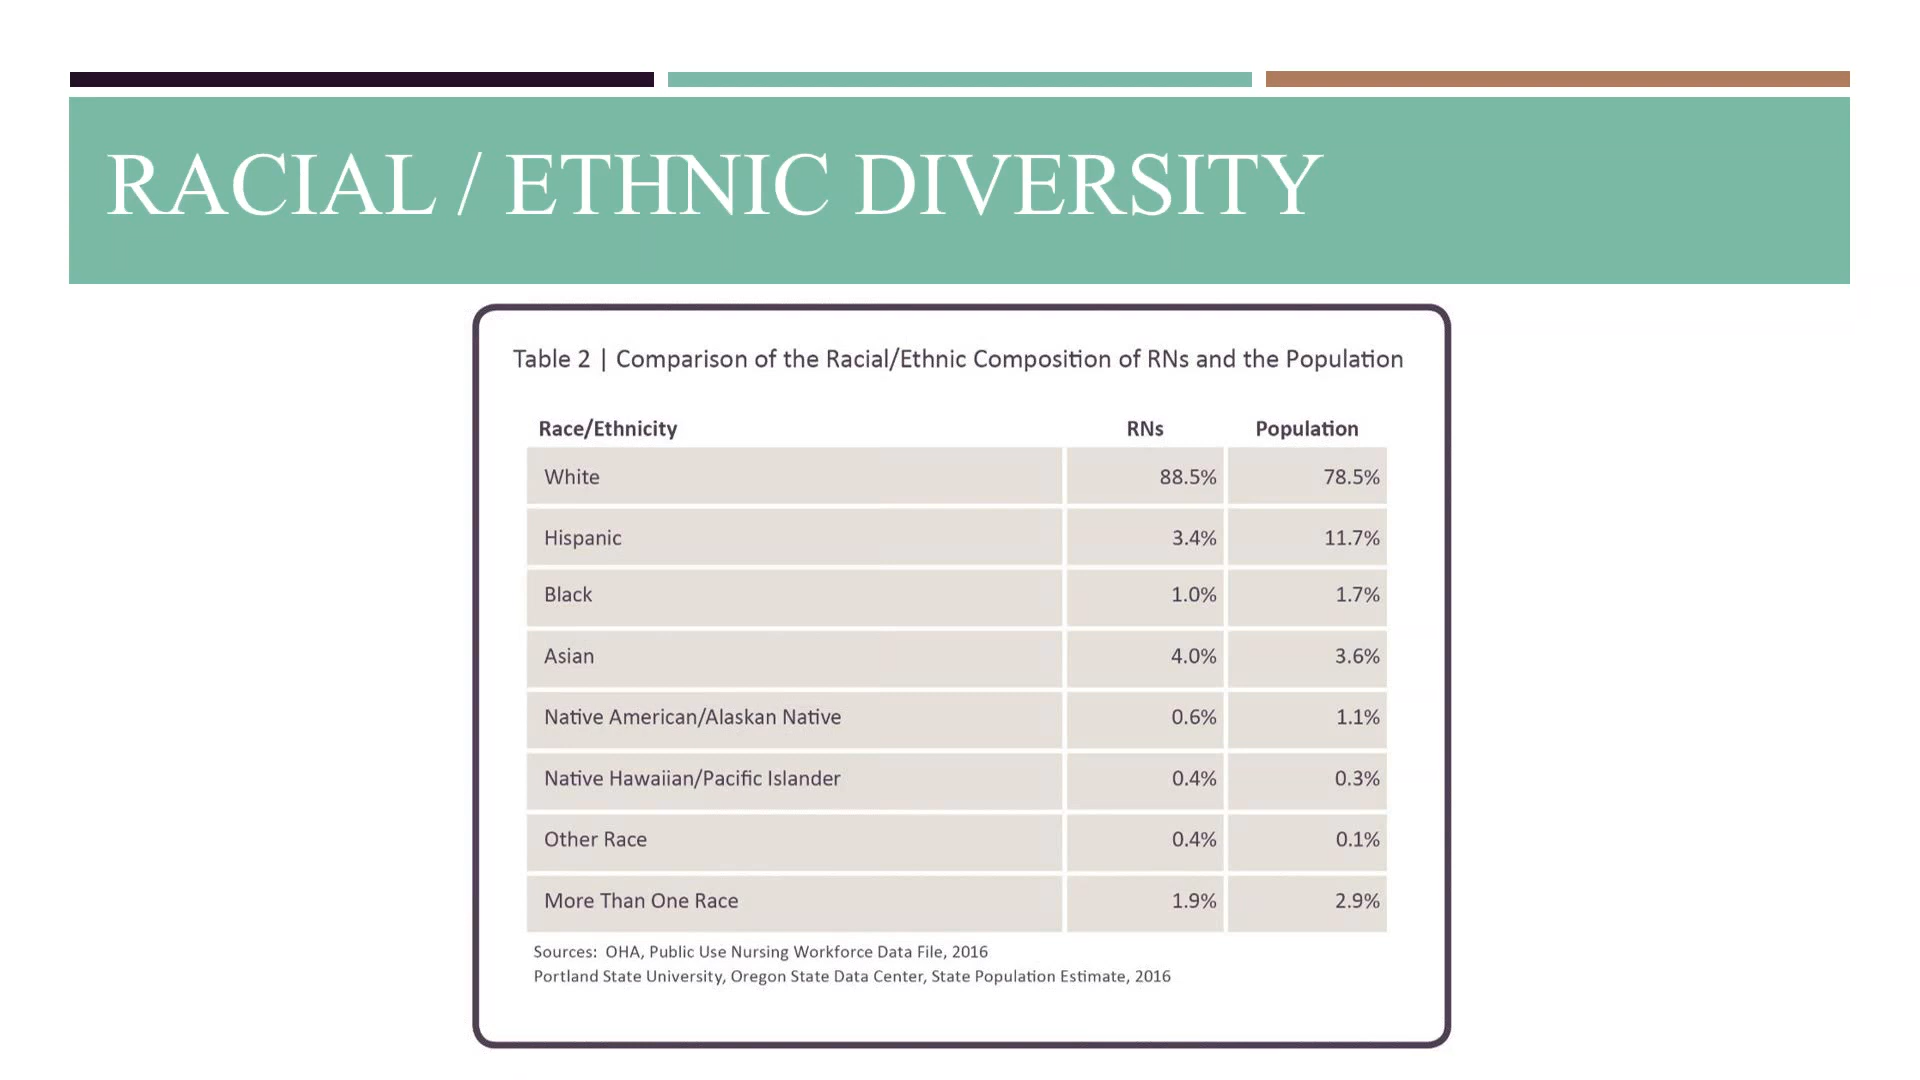 RACIAL / ETHNIC DIVERSITY
Table 2 | Comparison of the Racial/Ethnic Composition of RNs and the Population
Race/Ethnicity RNs Population
White 88.5% 78.5%
Hispanic 3.4% 11.7%
Black 1.0% 1.7%
Asian 4.0% 3.6%
Native American/Alaskan Native 0.6% 1.1%
Native Hawaiian/Pacific Islander 0.4% 0.3%
Other Race 0.4% 0.1%
More Than One Race 1.9% 2.9%
Sources: OHA, Public Use Nursing Workforce Data File, 2016
Portland State University, Oregon State Data Center, State Population Estimate, 2016